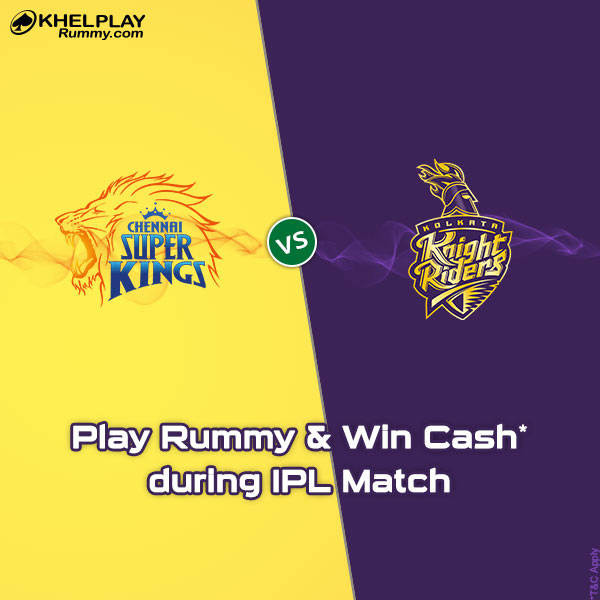 KHELPLAY
Rummy.com
CHENNAI
SUPER
KINGS
VS
KOLKATA
Knight
Riders
Play Rummy & Win Cash*
during IPL Match
*T&C Apply